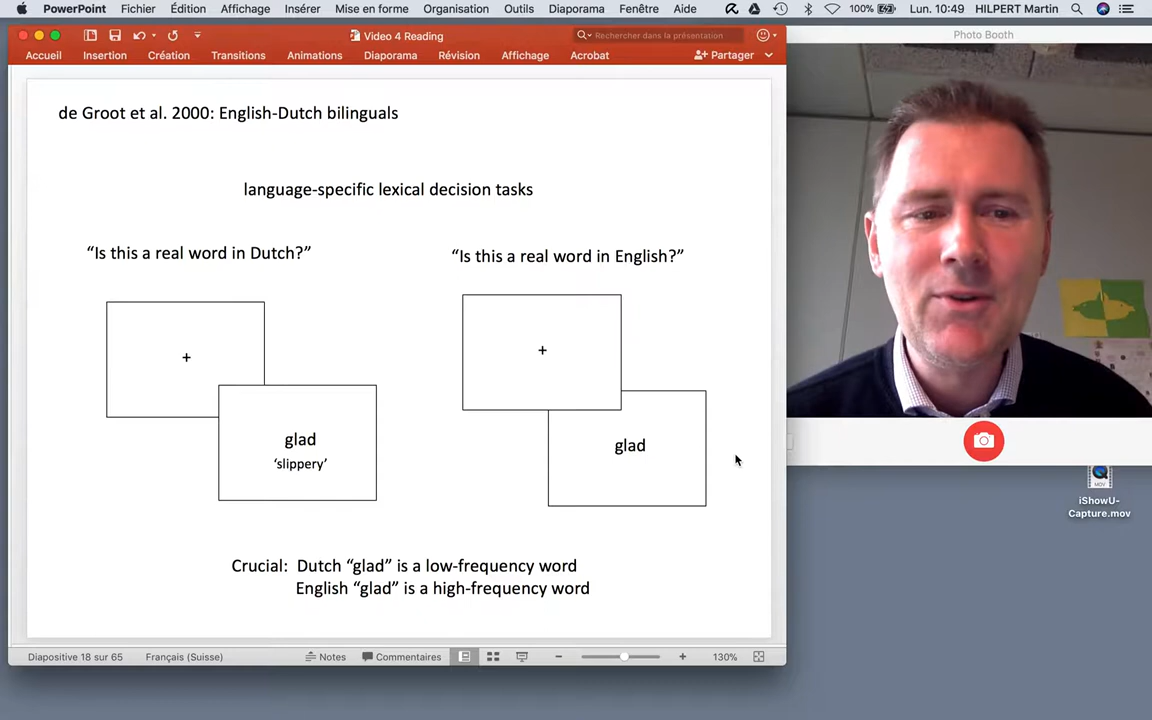 PowerPoint Fichier Édition Affichage Insérer Mise en forme Organisation Outils Diaporama Fenêtre Aide 100% Lun. 10:49 HILPERT Martin
Video 4 Reading
Rechercher dans la présentation
Photo Booth
Accueil Insertion Création Transitions Animations Diaporama Révision Affichage Acrobat Partager
de Groot et al. 2000: English-Dutch bilinguals
language-specific lexical decision tasks
“Is this a real word in Dutch?”
“Is this a real word in English?”
+
+
glad
‘slippery’
glad
MOV
iShowU-
Capture.mov
Crucial: Dutch “glad” is a low-frequency word
English “glad” is a high-frequency word
Diapositive 18 sur 65 Français (Suisse) Notes Commentaires 130%